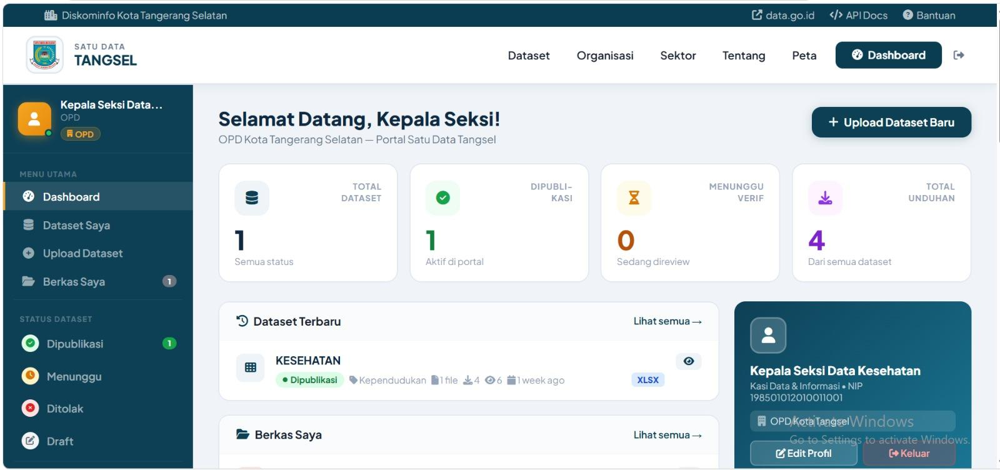 Diskominfo Kota Tangerang Selatan
data.go.id
API Docs
Bantuan
SATU DATA
TANGSEL
Dataset
Organisasi
Sektor
Tentang
Peta
Dashboard
Kepala Seksi Data...
OPD
OPD
MENU UTAMA
Dashboard
Dataset Saya
Upload Dataset
Berkas Saya
1
STATUS DATASET
Dipublikasi
1
Menunggu
Ditolak
Draft
Selamat Datang, Kepala Seksi!
OPD Kota Tangerang Selatan — Portal Satu Data Tangsel
+ Upload Dataset Baru
TOTAL
DATASET
1
Semua status
DIPUBLI-
KASI
1
Aktif di portal
MENUNGGU
VERIF
0
Sedang direview
TOTAL
UNDUHAN
4
Dari semua dataset
Dataset Terbaru
Lihat semua →
KESEHATAN
• Dipublikasi Kependudukan 1 file 4 6 1 week ago
XLSX
Berkas Saya
Lihat semua →
Kepala Seksi Data Kesehatan
Kasi Data & Informasi • NIP
198501012010011001
OPD Kota Tangsel
Activate Windows
Go to Settings to activate Windows.
Edit Profil
Keluar